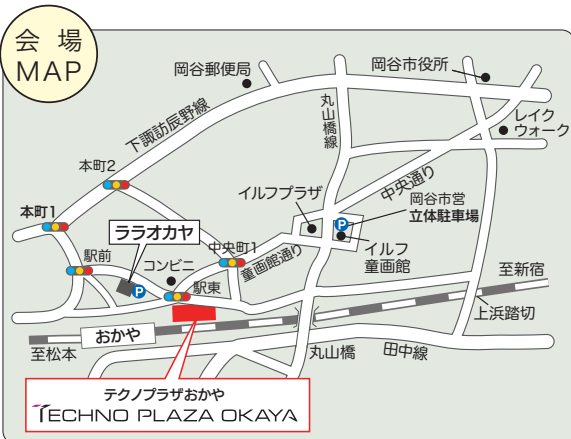 会 場
MAP
岡谷郵便局
岡谷市役所
下諏訪辰野線
丸山橋線
レイク
ウォーク
本町2
中央通り
イルフプラザ
岡谷市営
立体駐車場
本町1
ララオカヤ
P
駅前
コンビニ
中央町1
童画館通り
イルフ
童画館
P
駅東
至新宿
上浜踏切
おかや
至松本
丸山橋
田中線
テクノプラザおかや
TECHNO PLAZA OKAYA